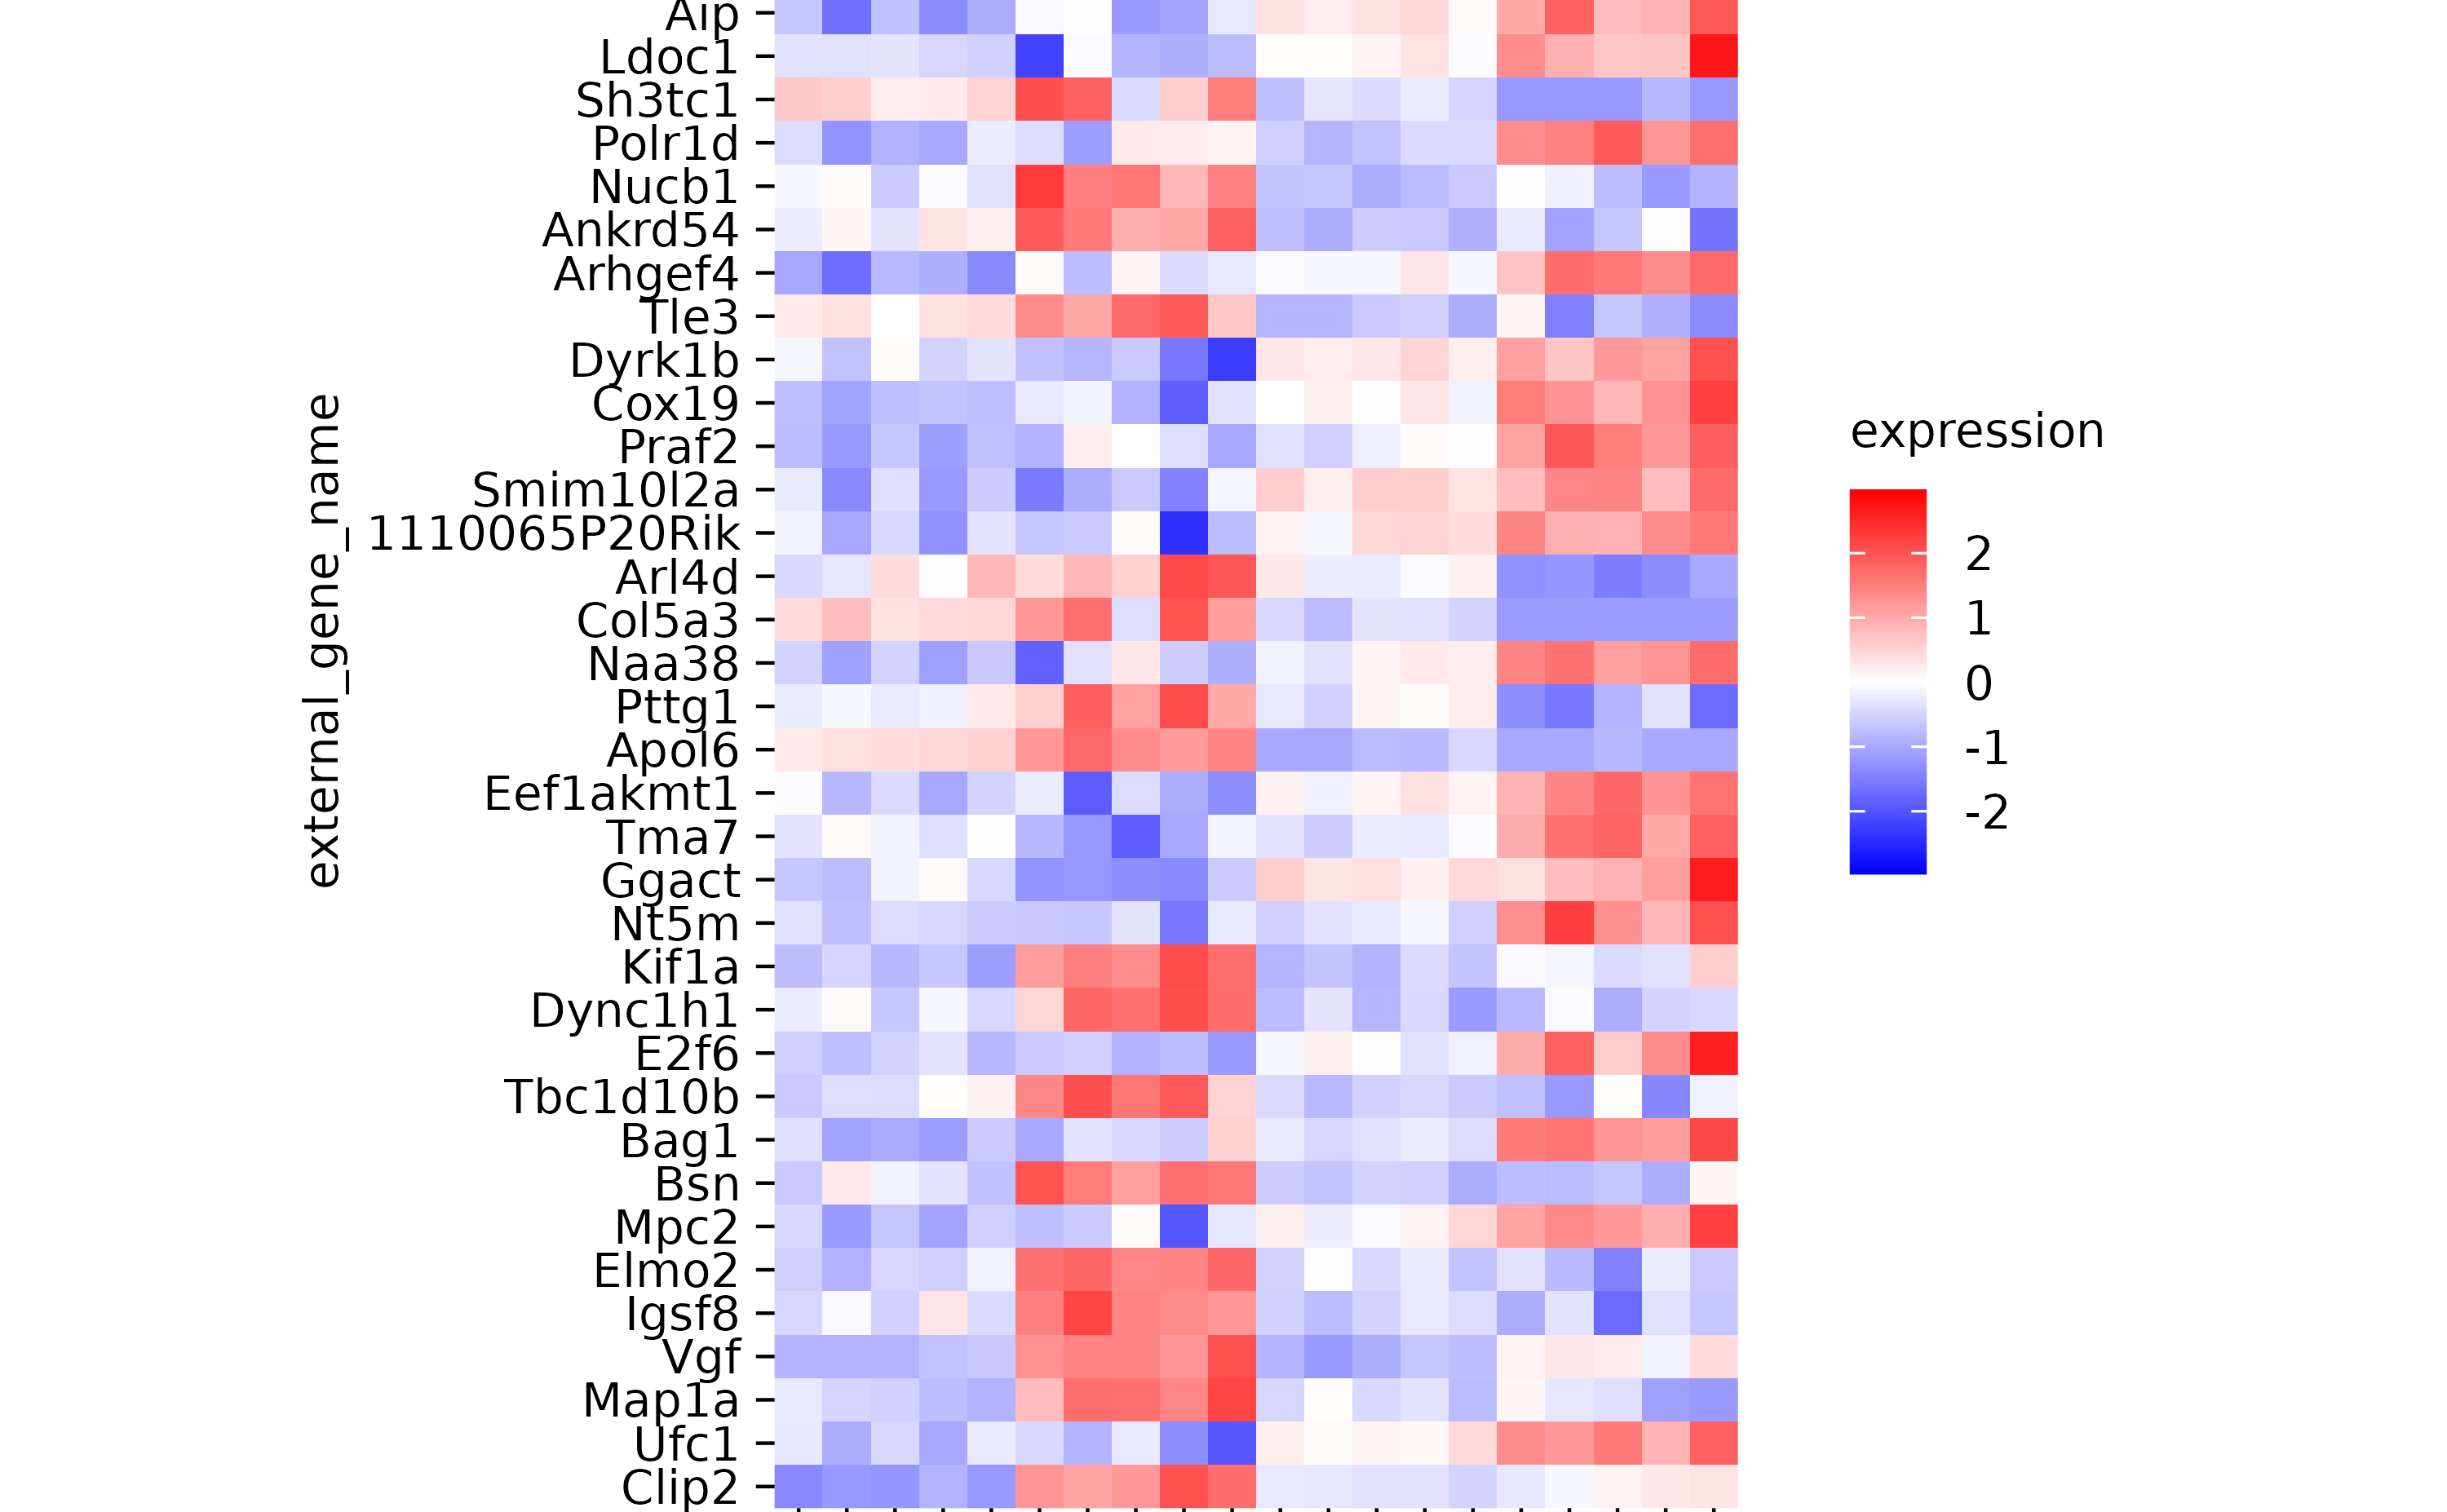 Aip
Ldoc1
Sh3tc1
Polr1d
Nucb1
Ankrd54
Arhgef4
Tle3
Dyrk1b
Cox19
Praf2
Smim10l2a
1110065P20Rik
Arl4d
Col5a3
Naa38
Pttg1
Apol6
Eef1akmt1
Tma7
Ggact
Nt5m
Kif1a
Dync1h1
E2f6
Tbc1d10b
Bag1
Bsn
Mpc2
Elmo2
Igsf8
Vgf
Map1a
Ufc1
Clip2
external_gene_name
expression
2
1
0
-1
-2